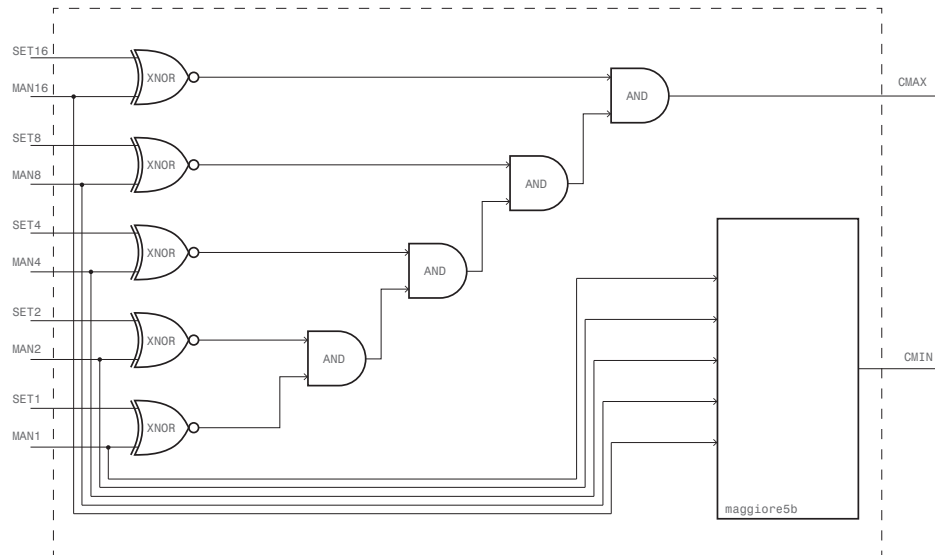 SET16
XNOR
AND
CMAX
MAN16
SET8
XNOR
AND
MAN8
SET4
XNOR
AND
MAN4
SET2
XNOR
AND
CMIN
MAN2
SET1
XNOR
MAN1
maggiore5b